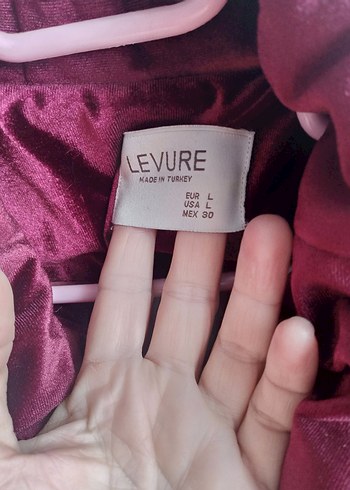 LEVURE
MADE IN TURKEY
EUR L
USA L
MEX 30